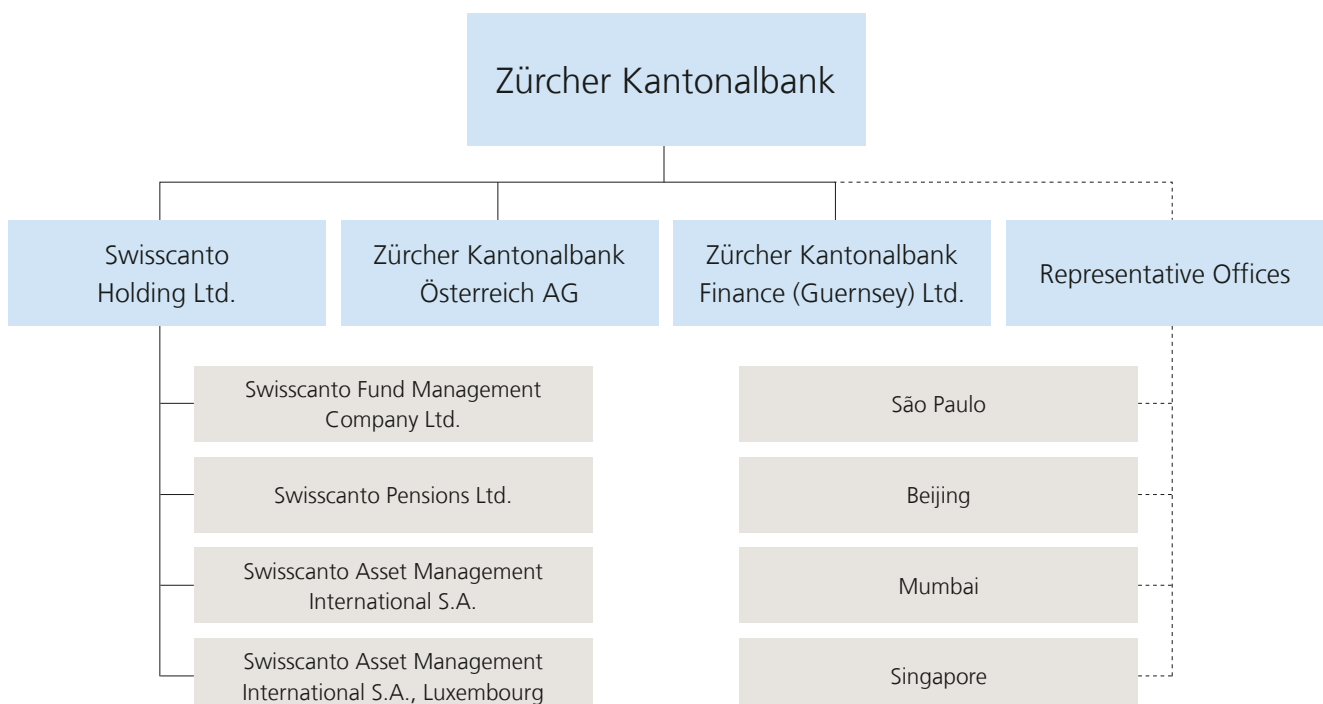 Zürcher Kantonalbank
Swisscanto
Holding Ltd.
Zürcher Kantonalbank
Österreich AG
Zürcher Kantonalbank
Finance (Guernsey) Ltd.
Representative Offices
Swisscanto Fund Management
Company Ltd.
Swisscanto Pensions Ltd.
Swisscanto Asset Management
International S.A.
Swisscanto Asset Management
International S.A., Luxembourg
São Paulo
Beijing
Mumbai
Singapore